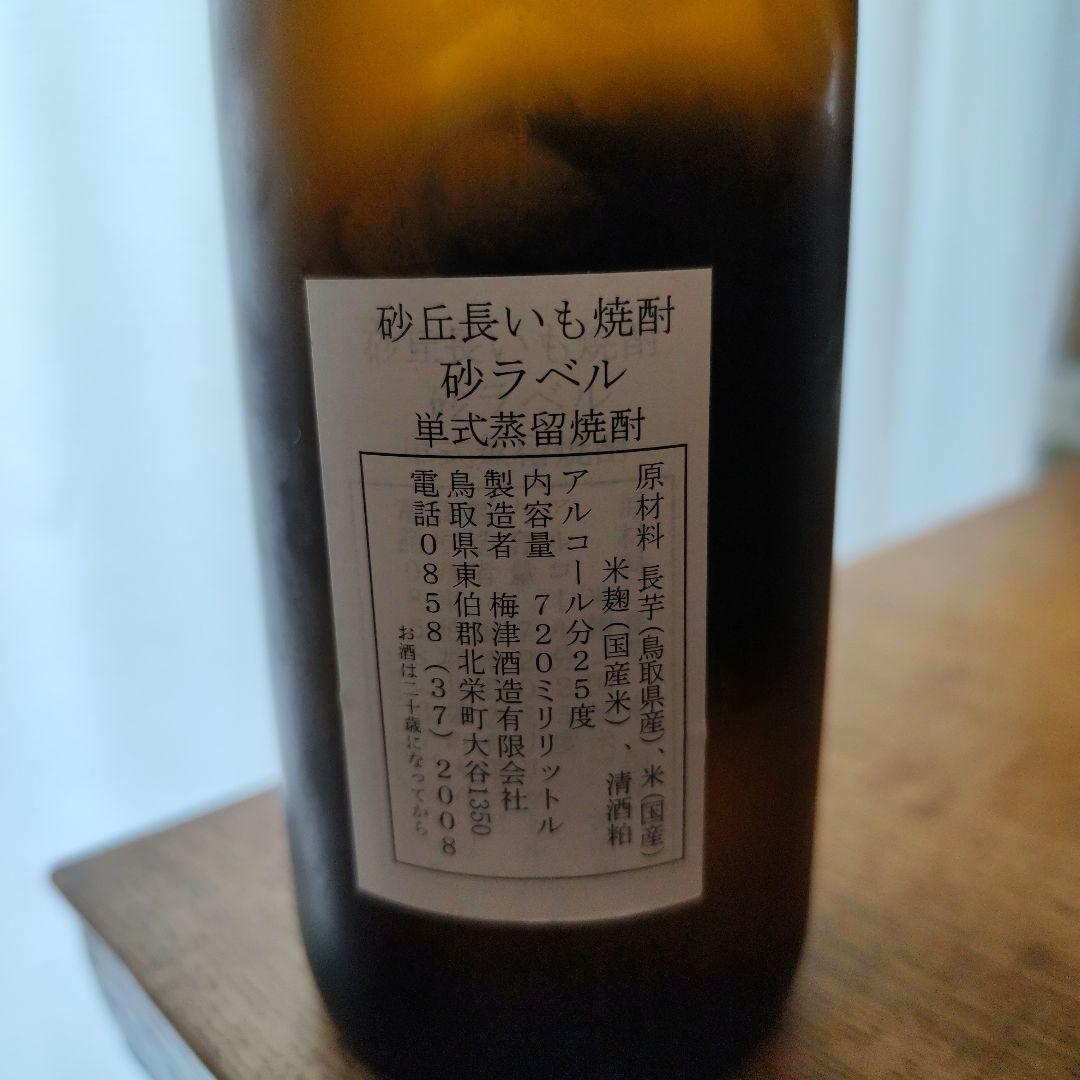 砂丘長いも焼酎
砂ラベル
単式蒸留焼酎
原材料 長芋(鳥取県産)、米(国産)
米麹(国産米)、清酒粕
アルコール分25度
内容量 720ミリリットル
製造者 梅津酒造有限会社
鳥取県東伯郡北栄町大谷1350
電話0858(37)2008
お酒は二十歳になってから